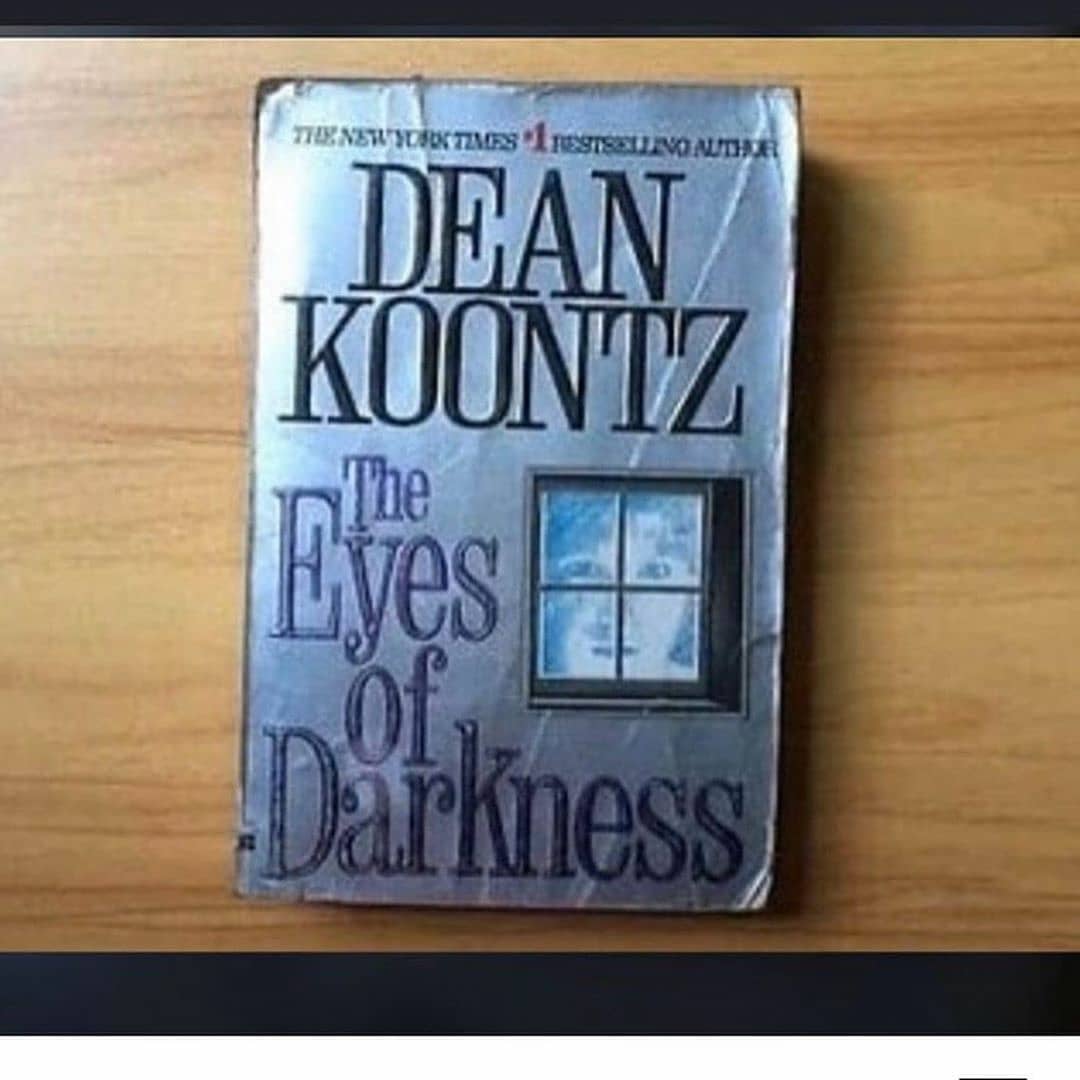 THE NEW YORK TIMES #1 BESTSELLING AUTHOR
DEAN
KOONTZ
The
Eyes
of
Darkness